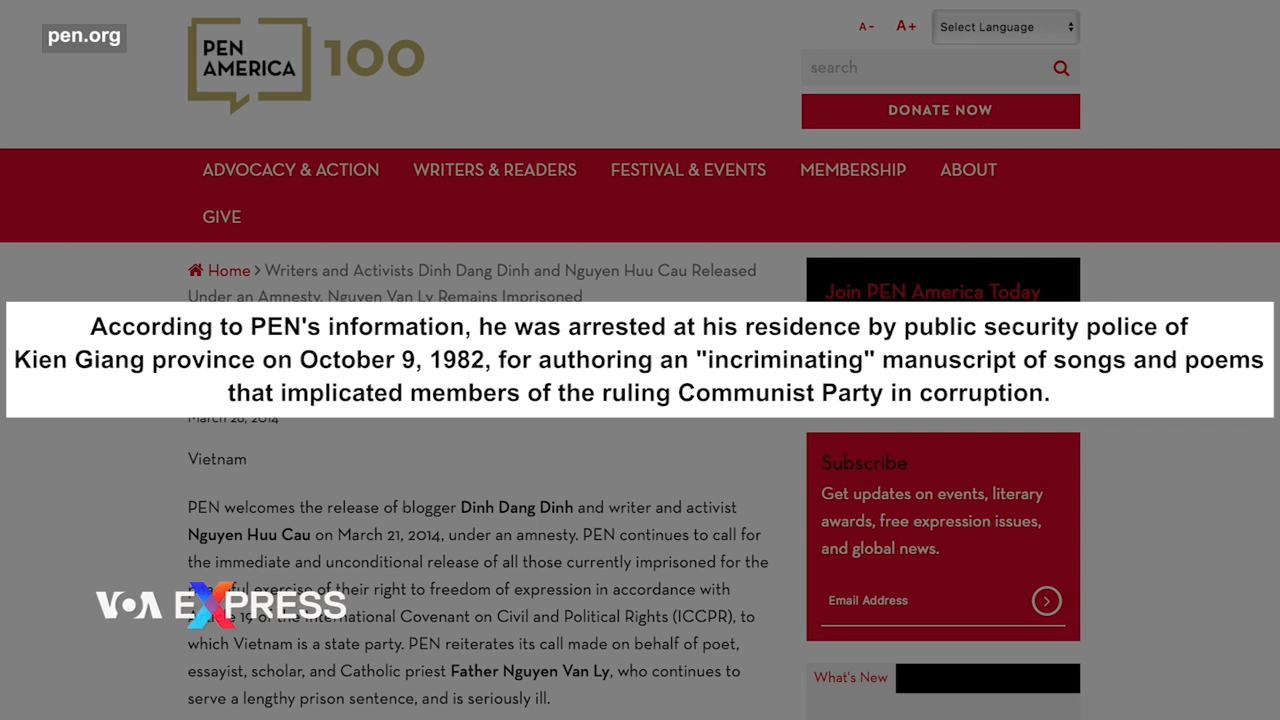 pen.org
PEN
AMERICA
100
A-
A+
Select Language
search
DONATE NOW
ADVOCACY & ACTION
WRITERS & READERS
FESTIVAL & EVENTS
MEMBERSHIP
ABOUT
GIVE
Home > Writers and Activists Dinh Dang Dinh and Nguyen Huu Cau Released
Under an Amnesty, Nguyen Van Ly Remains Imprisoned
Join PEN America Today
According to PEN's information, he was arrested at his residence by public security police of
Kien Giang province on October 9, 1982, for authoring an "incriminating" manuscript of songs and poems
that implicated members of the ruling Communist Party in corruption.
March 28, 2014
Vietnam
PEN welcomes the release of blogger Dinh Dang Dinh and writer and activist
Nguyen Huu Cau on March 21, 2014, under an amnesty. PEN continues to call for
the immediate and unconditional release of all those currently imprisoned for the
exercise of their right to freedom of expression in accordance with
19 of the International Covenant on Civil and Political Rights (ICCPR), to
which Vietnam is a state party. PEN reiterates its call made on behalf of poet,
essayist, scholar, and Catholic priest Father Nguyen Van Ly, who continues to
serve a lengthy prison sentence, and is seriously ill.
VOA EXPRESS
Subscribe
Get updates on events, literary
awards, free expression issues,
and global news.
Email Address
What's New